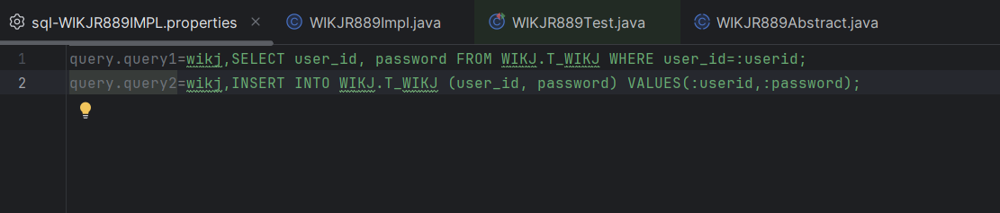 sql-WIKJR889IMPL.properties WIKJR889Impl.java WIKJR889Test.java WIKJR889Abstract.java
1 query.query1=wikj,SELECT user_id, password FROM WIKJ.T_WIKJ WHERE user_id=:userid;
2 query.query2=wikj,INSERT INTO WIKJ.T_WIKJ (user_id, password) VALUES(:userid,:password);